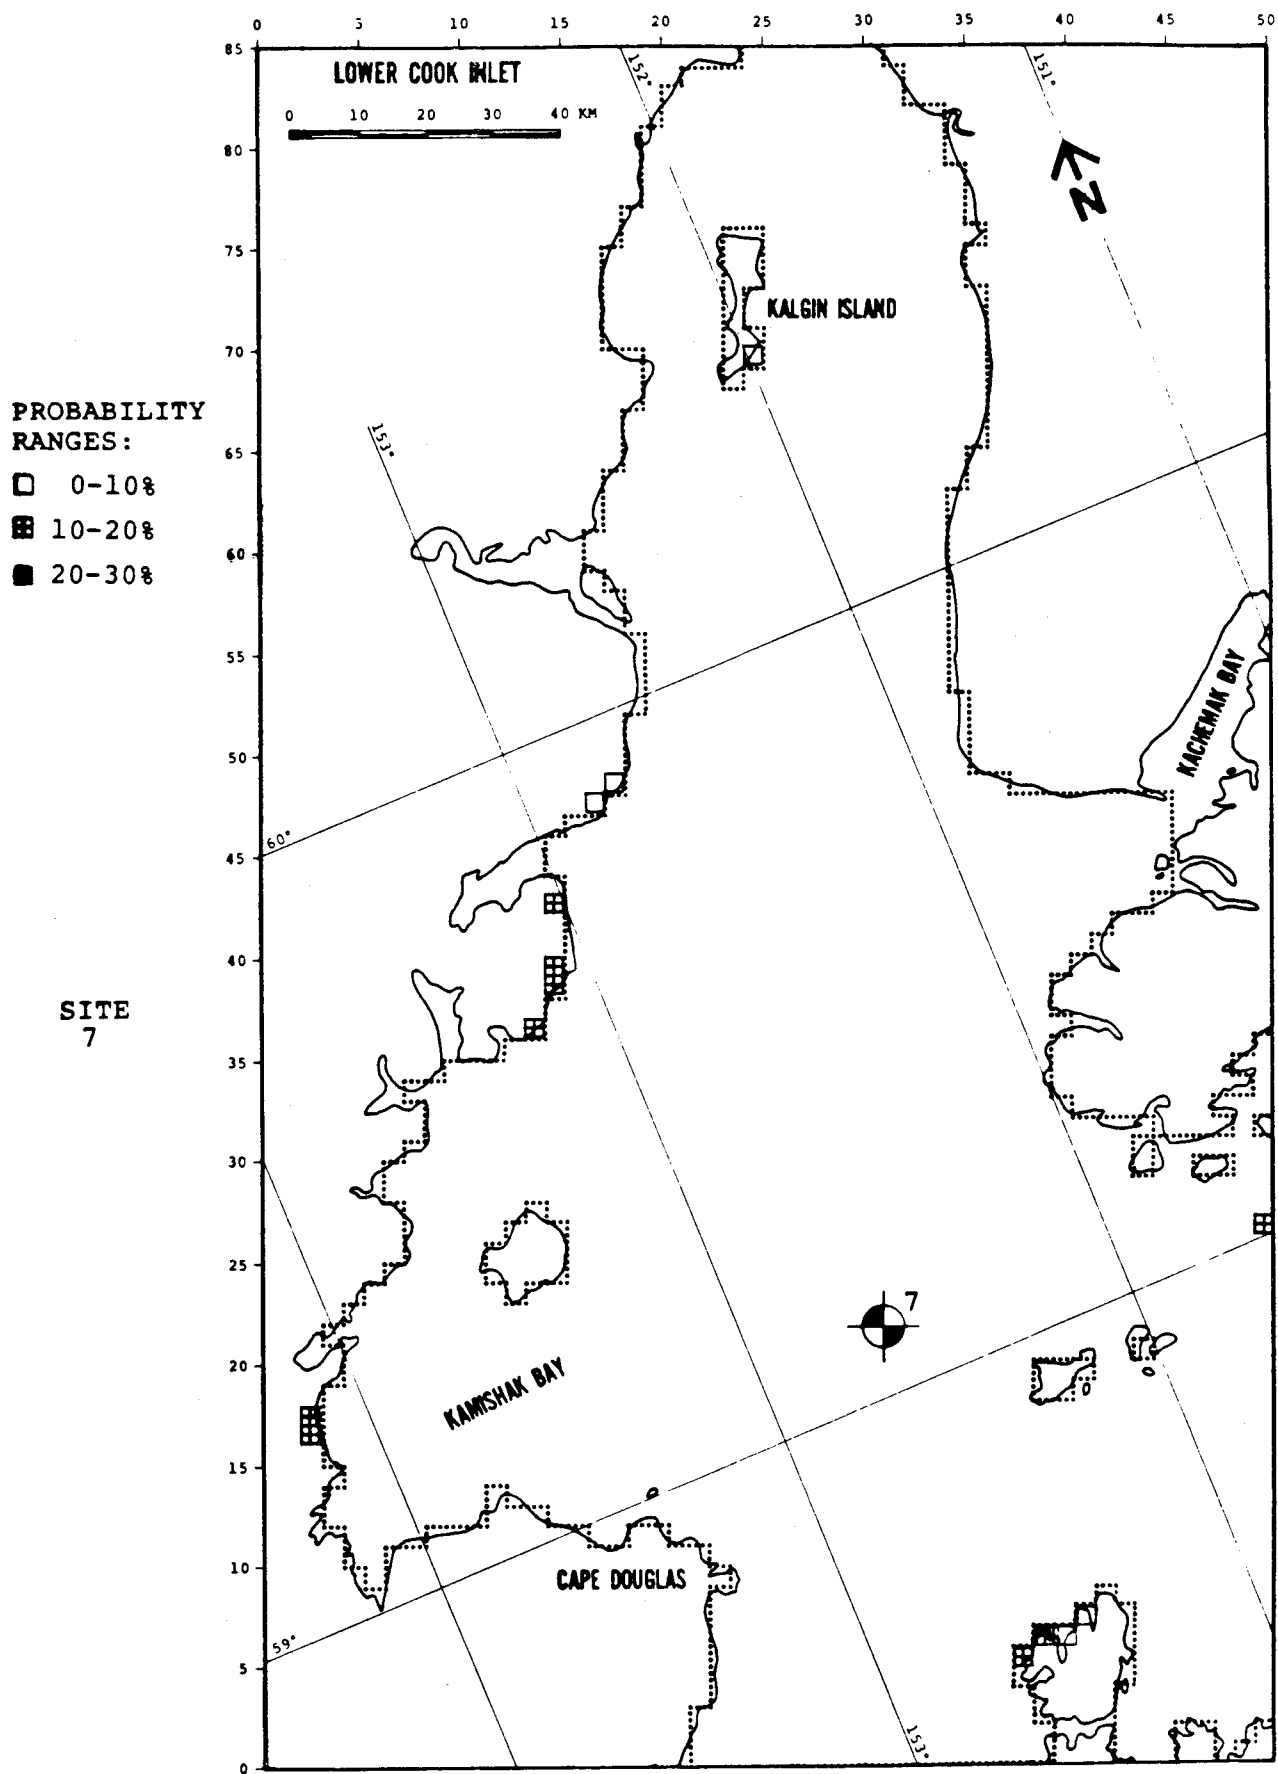 0 5 10 15 20 25 30 35 40 45 50
85
LOWER COOK INLET
0 10 20 30 40 KM
152°
151°
N
80
75
KALGIN ISLAND
70
PROBABILITY
RANGES:
0-10%
10-20%
20-30%
153°
65
60
55
KACHEMAK BAY
50
60°
45
40
SITE
7
35
30
25
7
20
KAMISHAK BAY
15
10
CAPE DOUGLAS
59°
5
153°
0